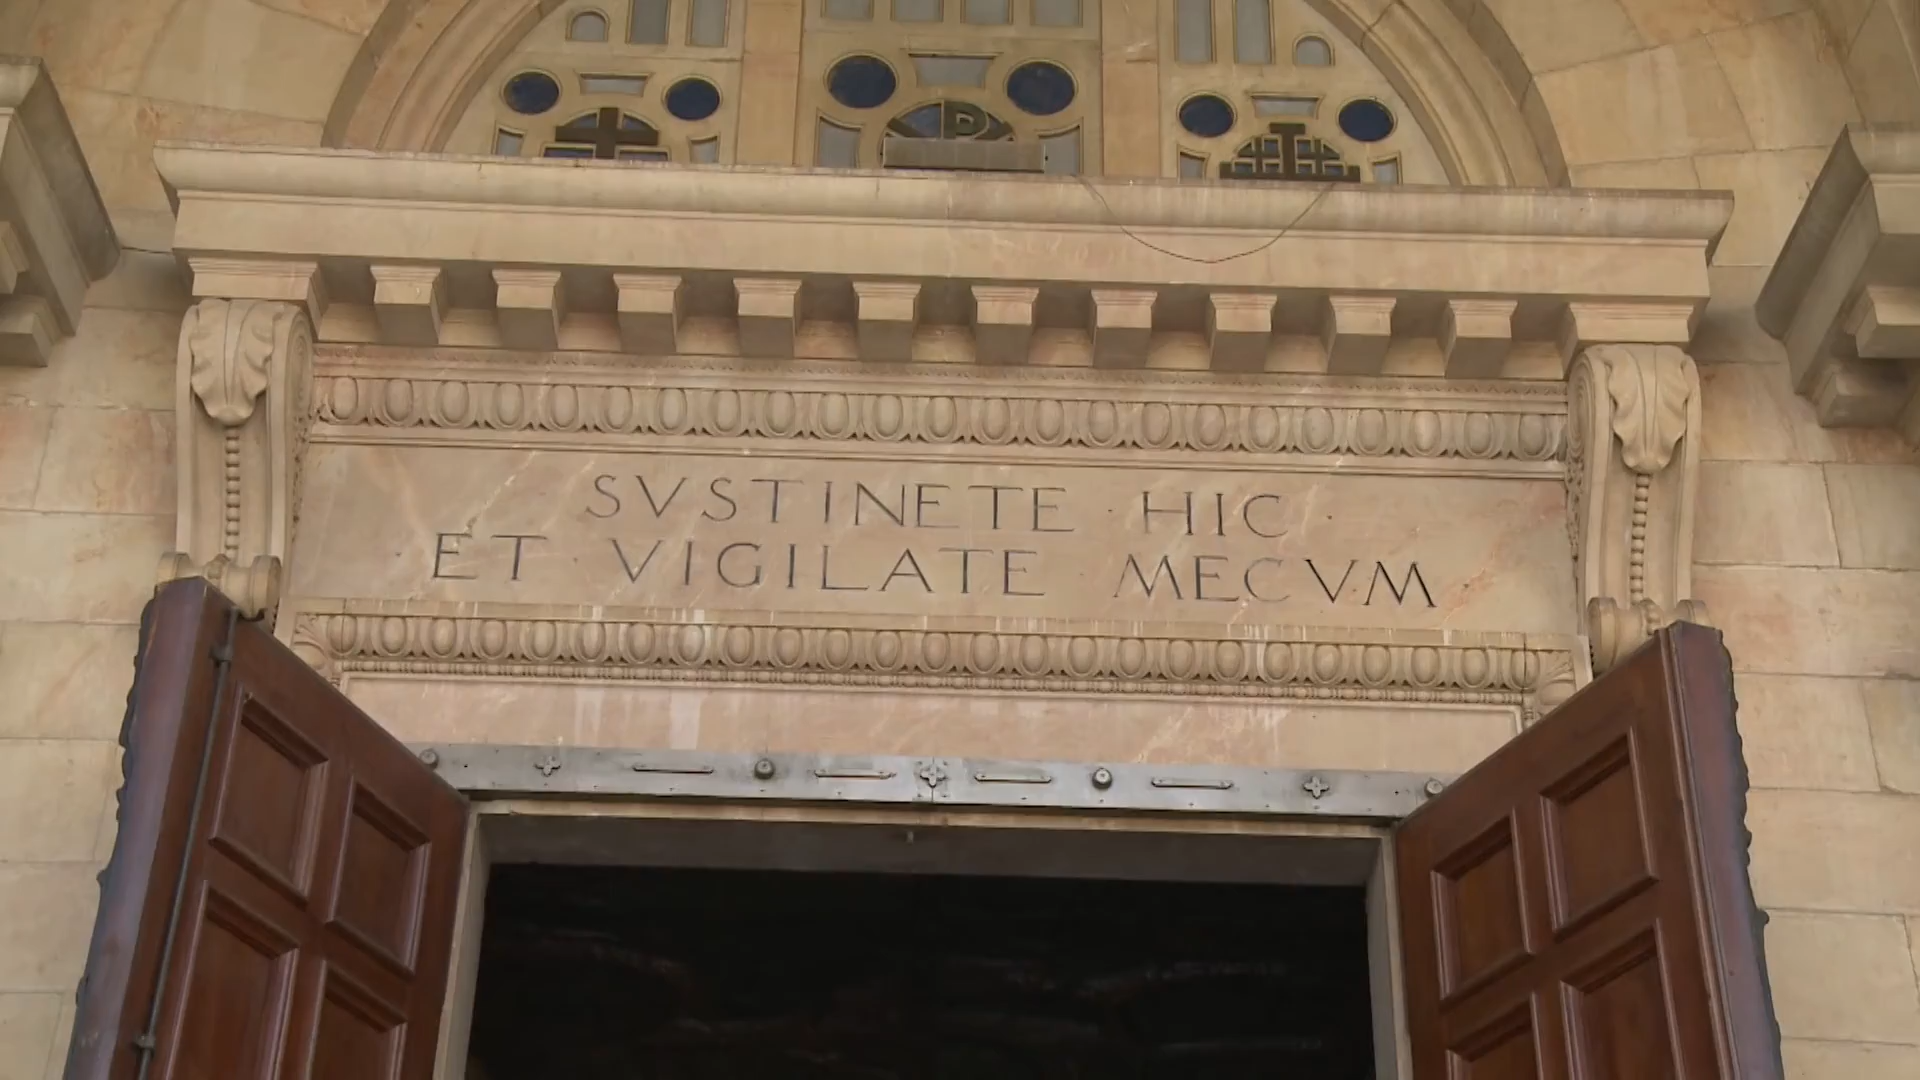 SVSTINETE · HIC ·
· ET · VIGILATE · MECVM